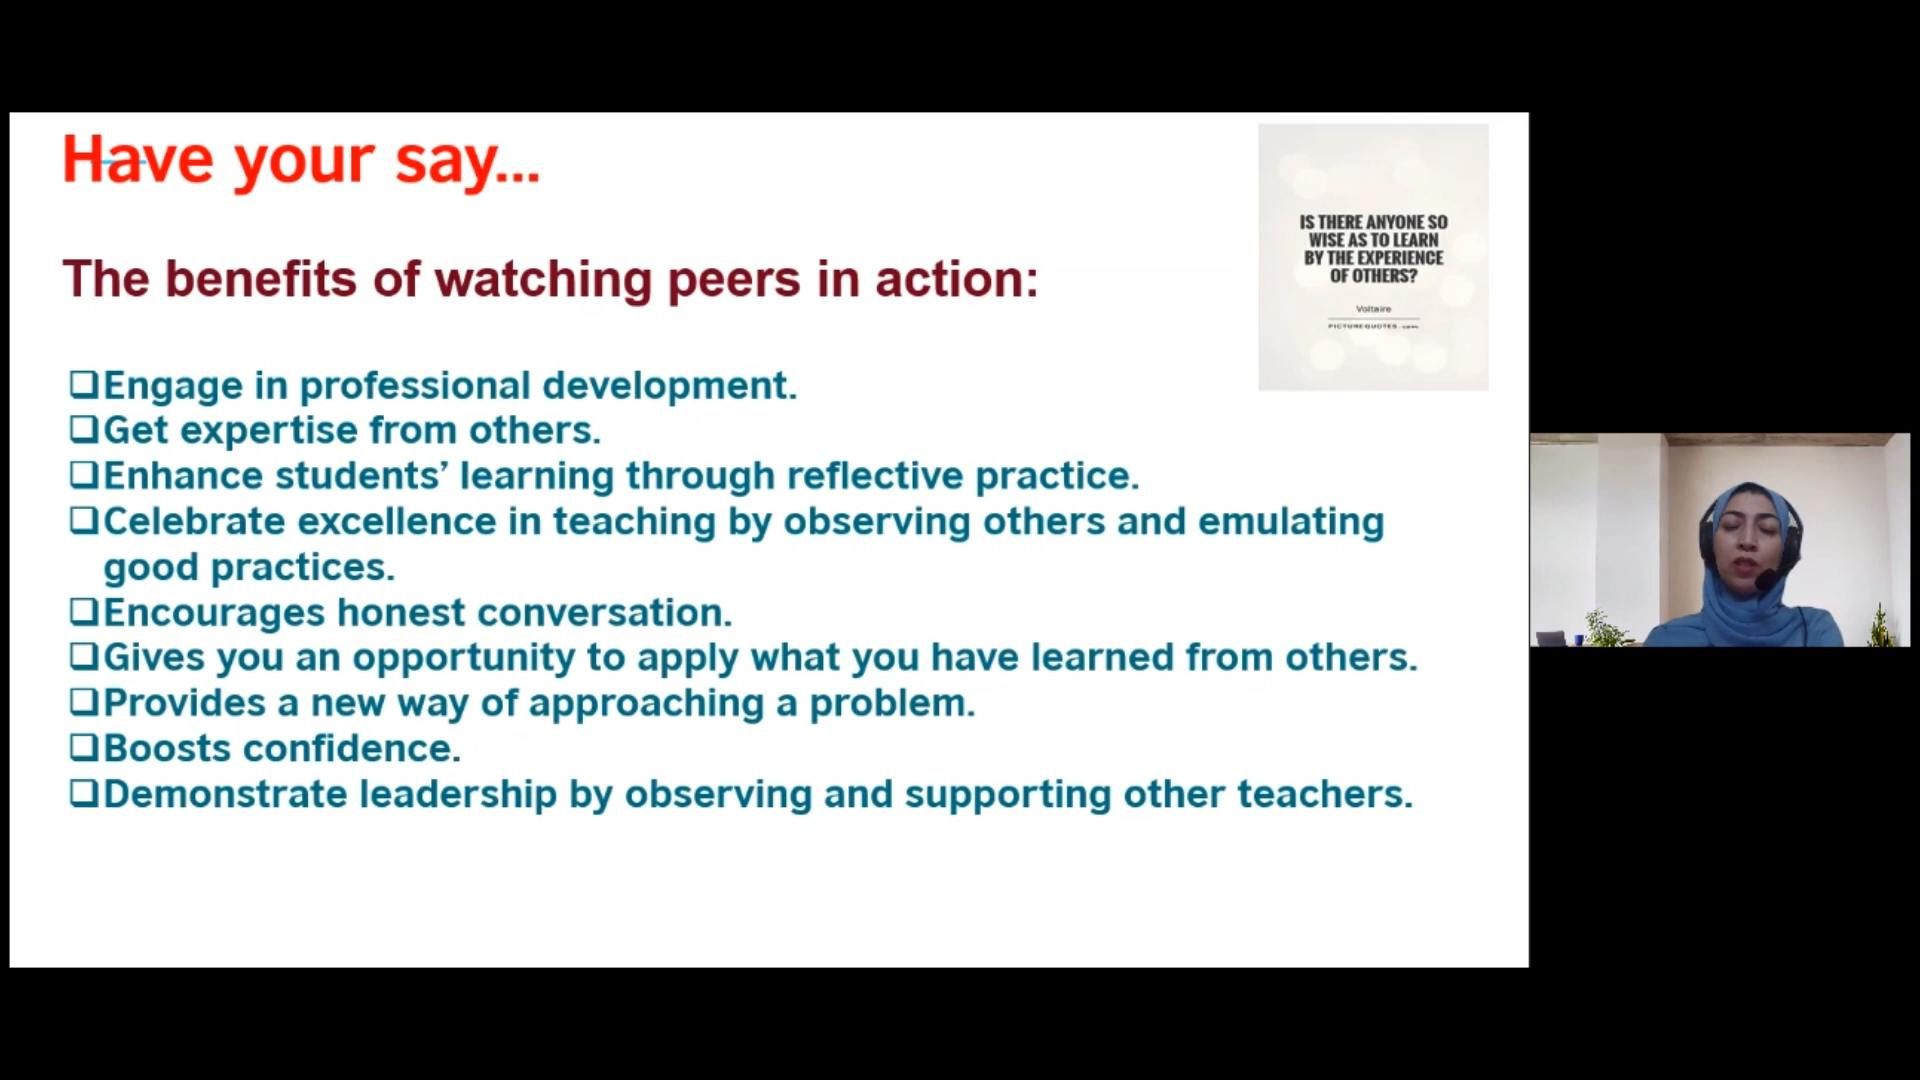 Have your say...
The benefits of watching peers in action:
❑Engage in professional development.
❑Get expertise from others.
❑Enhance students’ learning through reflective practice.
❑Celebrate excellence in teaching by observing others and emulating
good practices.
❑Encourages honest conversation.
❑Gives you an opportunity to apply what you have learned from others.
❑Provides a new way of approaching a problem.
❑Boosts confidence.
❑Demonstrate leadership by observing and supporting other teachers.
IS THERE ANYONE SO
WISE AS TO LEARN
BY THE EXPERIENCE
OF OTHERS?
Voltaire
PICTUREQUOTES.com